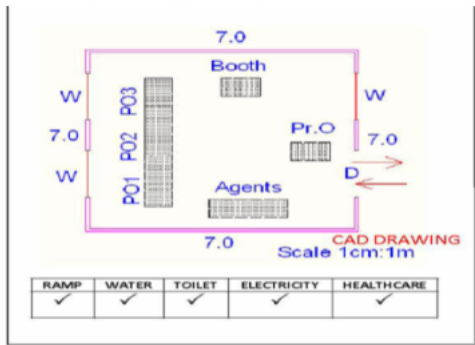 7.0
Booth
W
PO3
W
7.0
PO2
Pr.O
7.0
W
PO1
D
Agents
7.0
CAD DRAWING
Scale 1cm:1m
RAMP WATER TOILET ELECTRICITY HEALTHCARE
✓ ✓ ✓ ✓ ✓